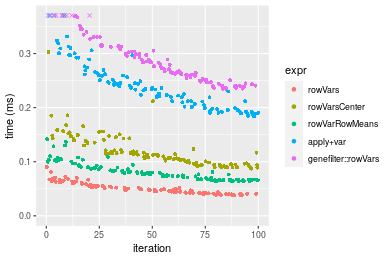 0.3
0.2
0.1
0.0
time (ms)
0
25
50
75
100
iteration
expr
rowVars
rowVarsCenter
rowVarRowMeans
apply+var
genefilter::rowVars